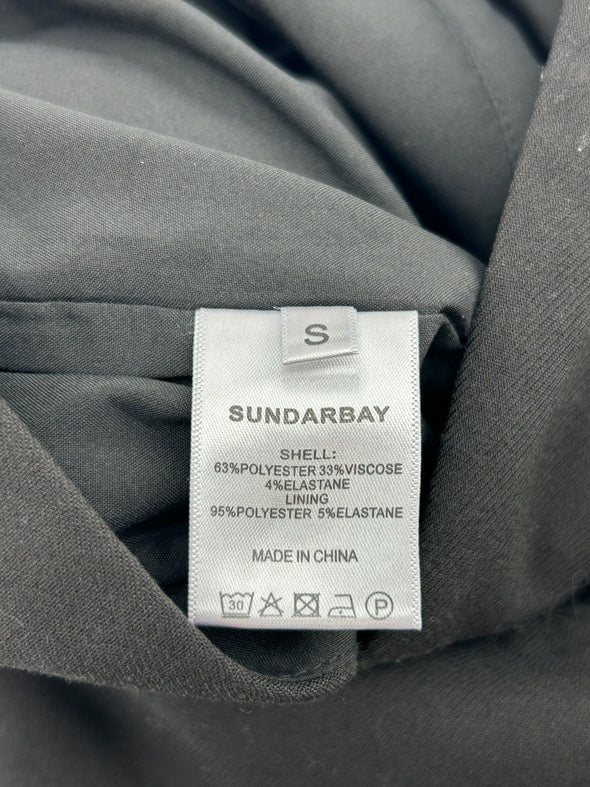 S
SUNDARBAY
SHELL:
63%POLYESTER 33%VISCOSE
4%ELASTANE
LINING
95%POLYESTER 5%ELASTANE
MADE IN CHINA
30 P